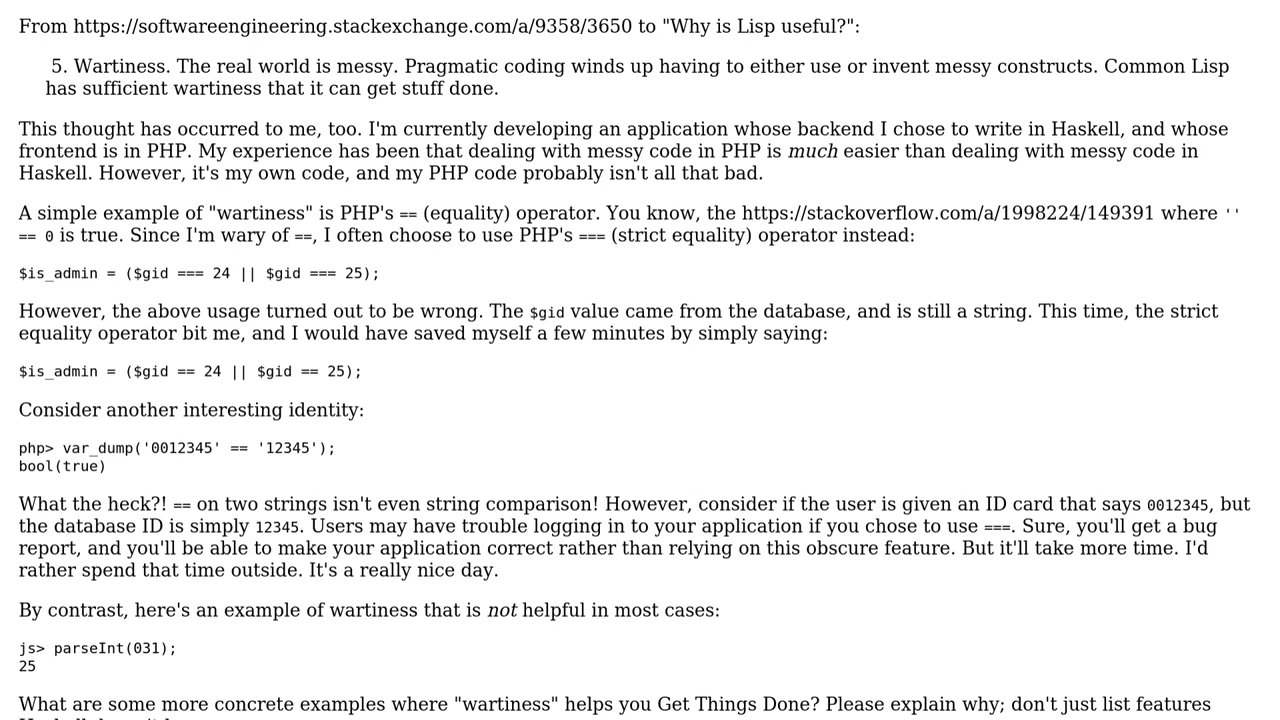 From https://softwareengineering.stackexchange.com/a/9358/3650 to "Why is Lisp useful?":
5. Wartiness. The real world is messy. Pragmatic coding winds up having to either use or invent messy constructs. Common Lisp
has sufficient wartiness that it can get stuff done.
This thought has occurred to me, too. I'm currently developing an application whose backend I chose to write in Haskell, and whose
frontend is in PHP. My experience has been that dealing with messy code in PHP is much easier than dealing with messy code in
Haskell. However, it's my own code, and my PHP code probably isn't all that bad.
A simple example of "wartiness" is PHP's == (equality) operator. You know, the https://stackoverflow.com/a/1998224/149391 where ''
== 0 is true. Since I'm wary of ==, I often choose to use PHP's === (strict equality) operator instead:
$is_admin = ($gid === 24 || $gid === 25);
However, the above usage turned out to be wrong. The $gid value came from the database, and is still a string. This time, the strict
equality operator bit me, and I would have saved myself a few minutes by simply saying:
$is_admin = ($gid == 24 || $gid == 25);
Consider another interesting identity:
php> var_dump('0012345' == '12345');
bool(true)
What the heck?! == on two strings isn't even string comparison! However, consider if the user is given an ID card that says 0012345, but
the database ID is simply 12345. Users may have trouble logging in to your application if you chose to use ===. Sure, you'll get a bug
report, and you'll be able to make your application correct rather than relying on this obscure feature. But it'll take more time. I'd
rather spend that time outside. It's a really nice day.
By contrast, here's an example of wartiness that is not helpful in most cases:
js> parseInt(031);
25
What are some more concrete examples where "wartiness" helps you Get Things Done? Please explain why; don't just list features